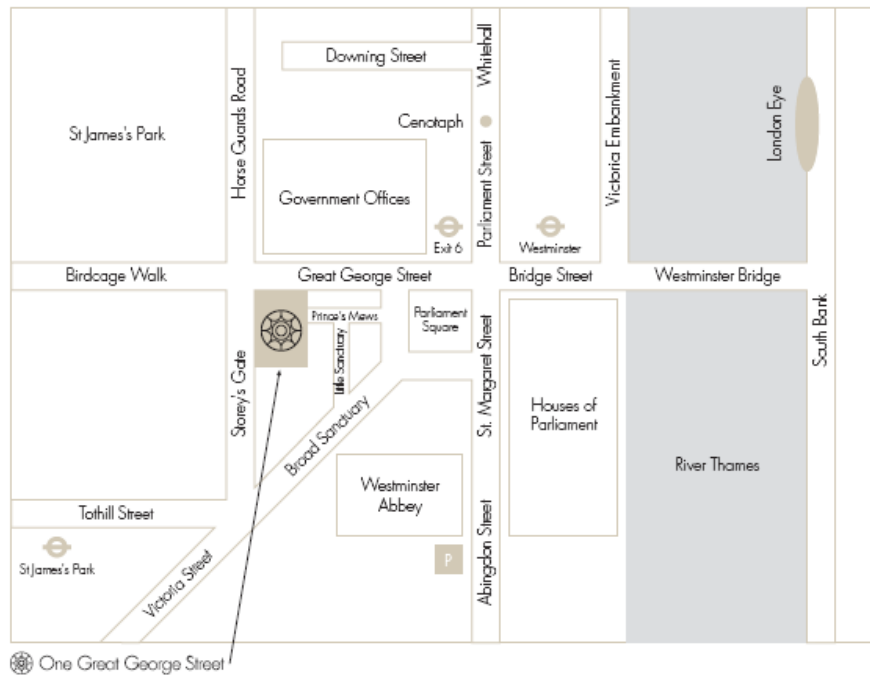 Downing Street
Whitehall
Horse Guards Road
Victoria Embankment
London Eye
St James's Park
Cenotaph
Parliament Street
Government Offices
Exit 6
Westminster
Birdcage Walk
Great George Street
Bridge Street
Westminster Bridge
South Bank
Prince's Mews
Parliament
Square
Little Sanctuary
Storey's Gate
St. Margaret Street
Broad Sanctuary
Houses of
Parliament
River Thames
Westminster
Abbey
Tothill Street
St James's Park
Victoria Street
P
Abingdon Street
One Great George Street